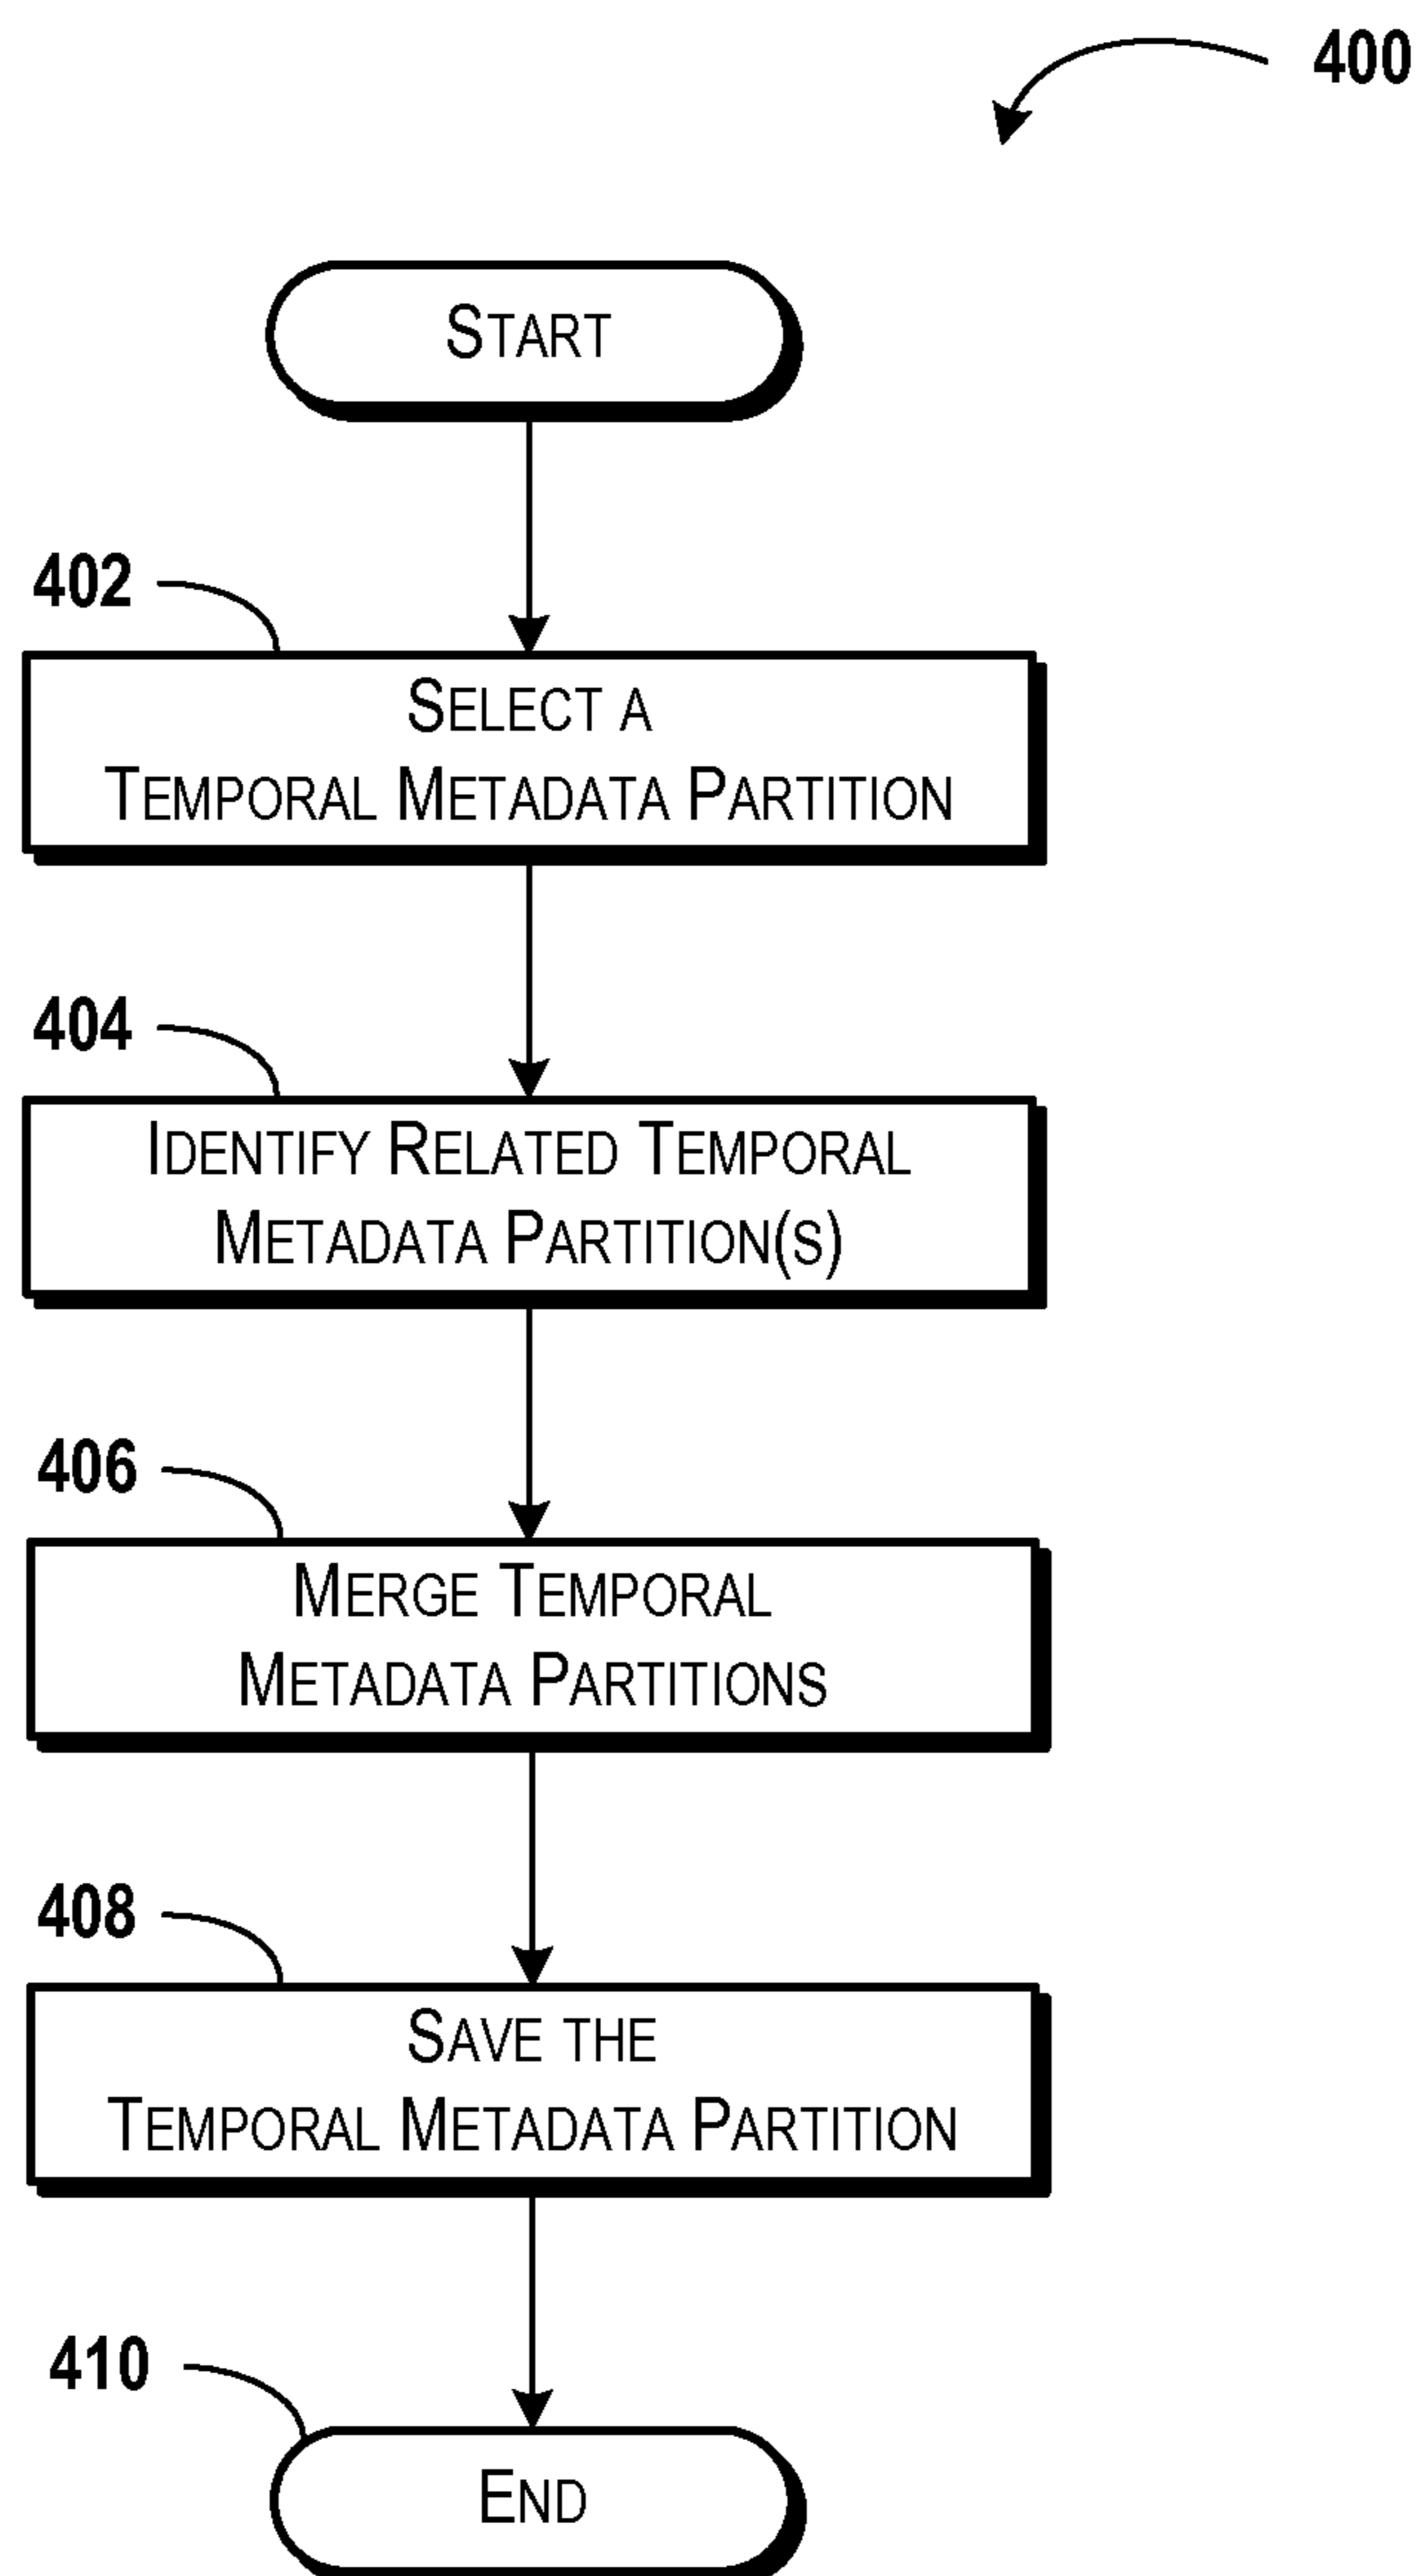 400
START
402
SELECT A
TEMPORAL METADATA PARTITION
404
IDENTIFY RELATED TEMPORAL
METADATA PARTITION(S)
406
MERGE TEMPORAL
METADATA PARTITIONS
408
SAVE THE
TEMPORAL METADATA PARTITION
410
END